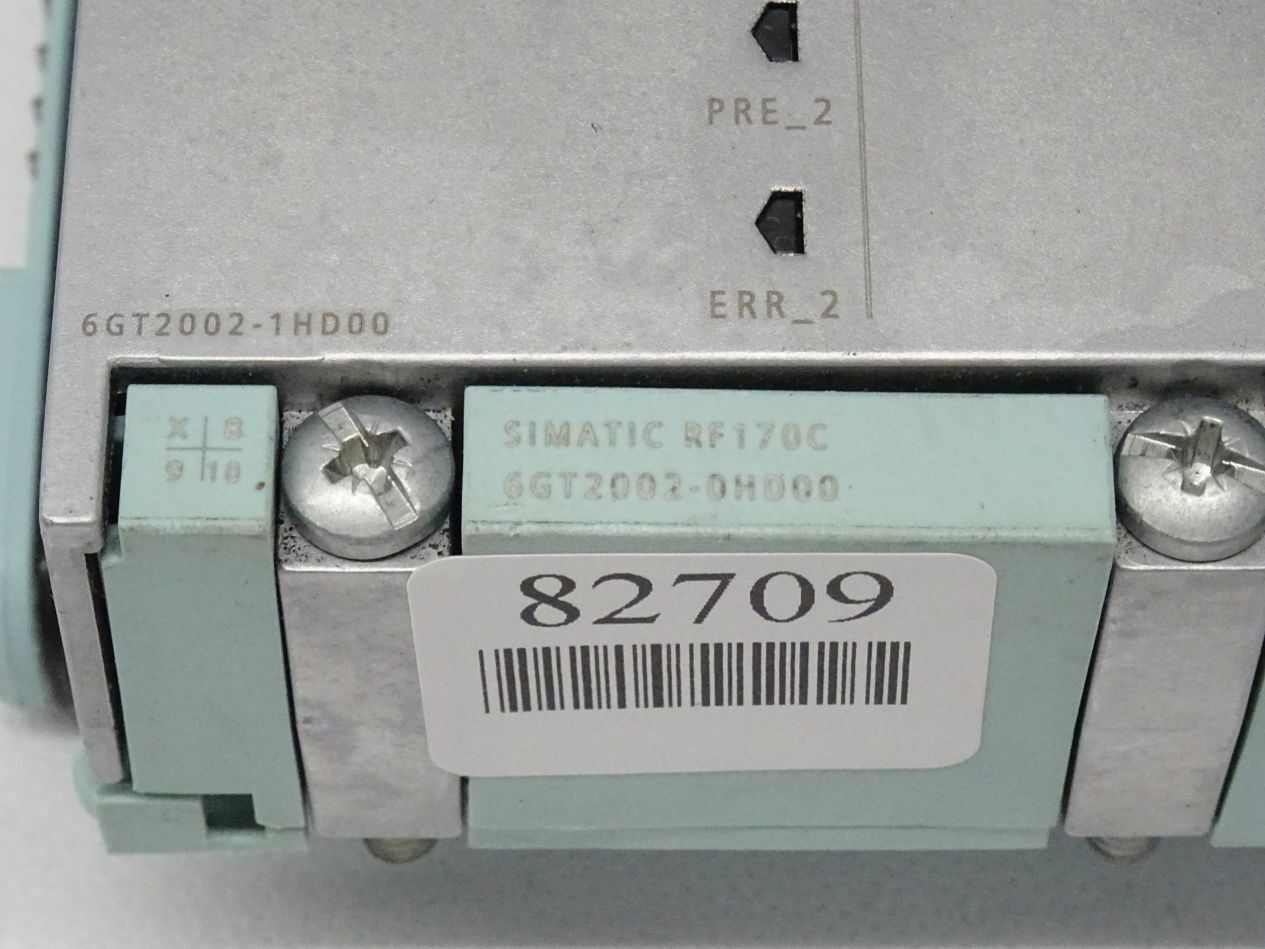 PRE_2
ERR_2
6GT2002-1HD00
X 8
9 10
SIMATIC RF170C
6GT2002-0HD00
82709